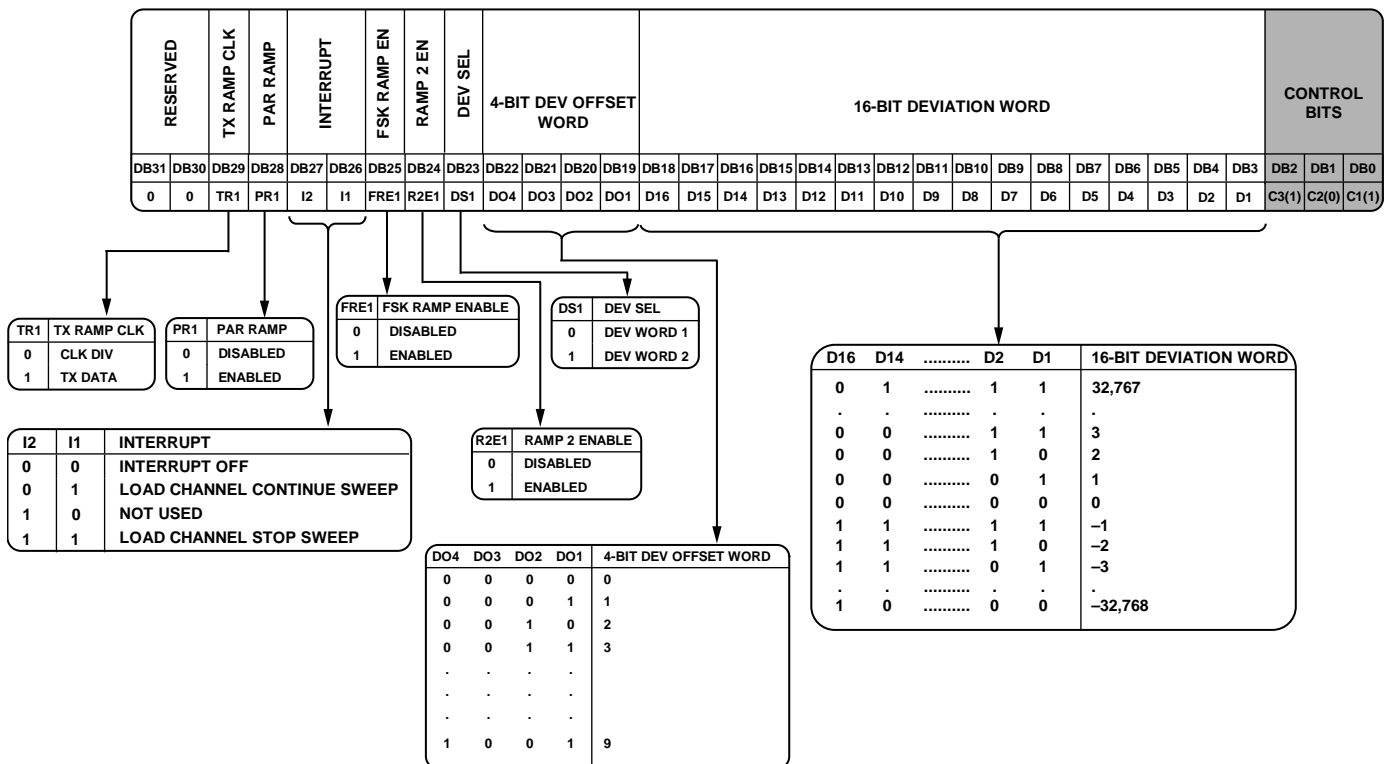 RESERVED
TX RAMP CLK
PAR RAMP
INTERRUPT
FSK RAMP EN
RAMP 2 EN
DEV SEL
4-BIT DEV OFFSET
WORD
16-BIT DEVIATION WORD
CONTROL
BITS
DB31 DB30 DB29 DB28 DB27 DB26 DB25 DB24 DB23 DB22 DB21 DB20 DB19 DB18 DB17 DB16 DB15 DB14 DB13 DB12 DB11 DB10 DB9 DB8 DB7 DB6 DB5 DB4 DB3 DB2 DB1 DB0
0 0 TR1 PR1 I2 I1 FRE1 R2E1 DS1 DO4 DO3 DO2 DO1 D16 D15 D14 D13 D12 D11 D10 D9 D8 D7 D6 D5 D4 D3 D2 D1 C3(1) C2(0) C1(1)
TR1 TX RAMP CLK
0 CLK DIV
1 TX DATA
PR1 PAR RAMP
0 DISABLED
1 ENABLED
FRE1 FSK RAMP ENABLE
0 DISABLED
1 ENABLED
DS1 DEV SEL
0 DEV WORD 1
1 DEV WORD 2
I2 I1 INTERRUPT
0 0 INTERRUPT OFF
0 1 LOAD CHANNEL CONTINUE SWEEP
1 0 NOT USED
1 1 LOAD CHANNEL STOP SWEEP
R2E1 RAMP 2 ENABLE
0 DISABLED
1 ENABLED
DO4 DO3 DO2 DO1 4-BIT DEV OFFSET WORD
0 0 0 0 0
0 0 0 1 1
0 0 1 0 2
0 0 1 1 3
. . . .
. . . .
. . . .
1 0 0 1 9
D16 D14 .......... D2 D1 16-BIT DEVIATION WORD
0 1 .......... 1 1 32,767
. . .......... . . .
0 0 .......... 1 1 3
0 0 .......... 1 0 2
0 0 .......... 0 1 1
0 0 .......... 0 0 0
1 1 .......... 1 1 –1
1 1 .......... 1 0 –2
1 1 .......... 0 1 –3
. . .......... . . .
1 0 .......... 0 0 –32,768